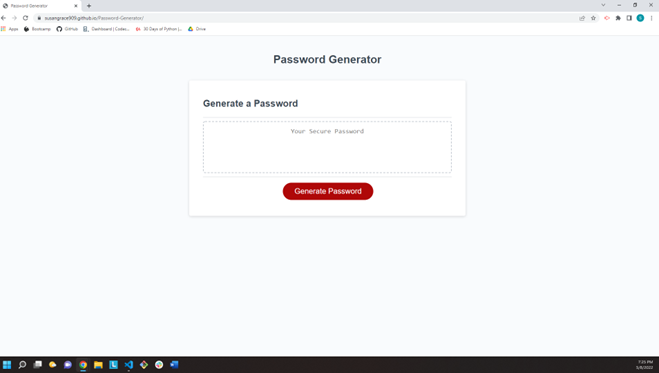 Password Generator
susangrace909.github.io/Password-Generator/
Apps Bootcamp GitHub Dashboard | Codec... 30 Days of Python |... Drive
Password Generator
Generate a Password
Your Secure Password
Generate Password
7:25 PM
5/8/2022